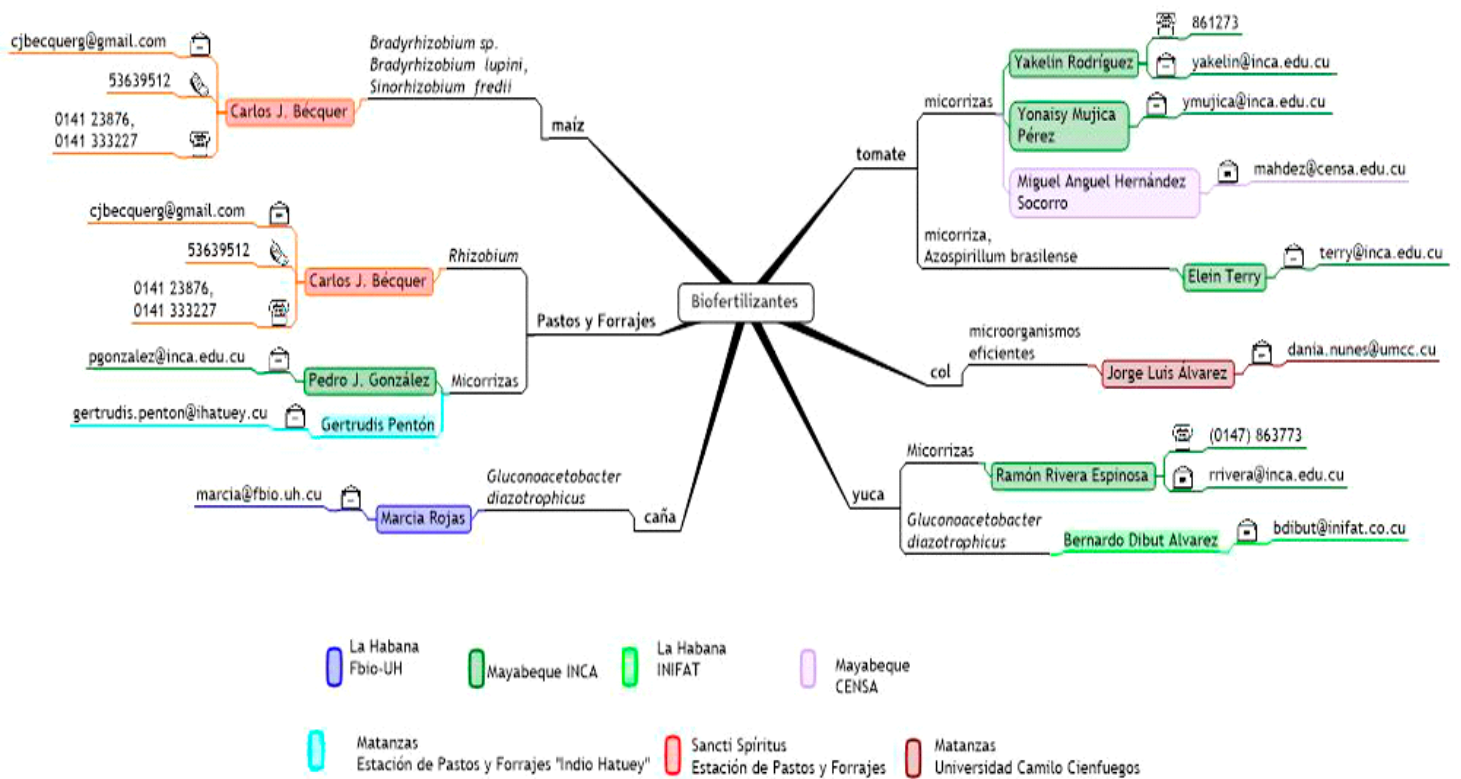 cjbecquerg@gmail.com
53639512
0141 23876,
0141 333227
Carlos J. Bécquer
Bradyrhizobium sp.
Bradyrhizobium lupini,
Sinorhizobium fredii
maíz
cjbecquerg@gmail.com
53639512
0141 23876,
0141 333227
Carlos J. Bécquer
Rhizobium
Pastos y Forrajes
pgonzalez@inca.edu.cu
Pedro J. González
Micorrizas
gertrudis.penton@ihatuey.cu
Gertrudis Pentón
marcia@fbio.uh.cu
Marcia Rojas
Gluconoacetobacter
diazotrophicus
caña
Biofertilizantes
tomate
micorrizas
Yakelin Rodríguez
861273
yakelin@inca.edu.cu
Yonaisy Mujica
Pérez
ymujica@inca.edu.cu
Miguel Anguel Hernández
Socorro
mahdez@censa.edu.cu
micorriza,
Azospirillum brasilense
Elein Terry
terry@inca.edu.cu
col
microorganismos
eficientes
Jorge Luis Álvarez
dania.nunes@umcc.cu
yuca
Micorrizas
Ramón Rivera Espinosa
(0147) 863773
rrivera@inca.edu.cu
Gluconoacetobacter
diazotrophicus
Bernardo Dibut Alvarez
bdibut@inifat.co.cu
La Habana
Fbio-UH
Mayabeque INCA
La Habana
INIFAT
Mayabeque
CENSA
Matanzas
Estación de Pastos y Forrajes "Indio Hatuey"
Sancti Spíritus
Estación de Pastos y Forrajes
Matanzas
Universidad Camilo Cienfuegos